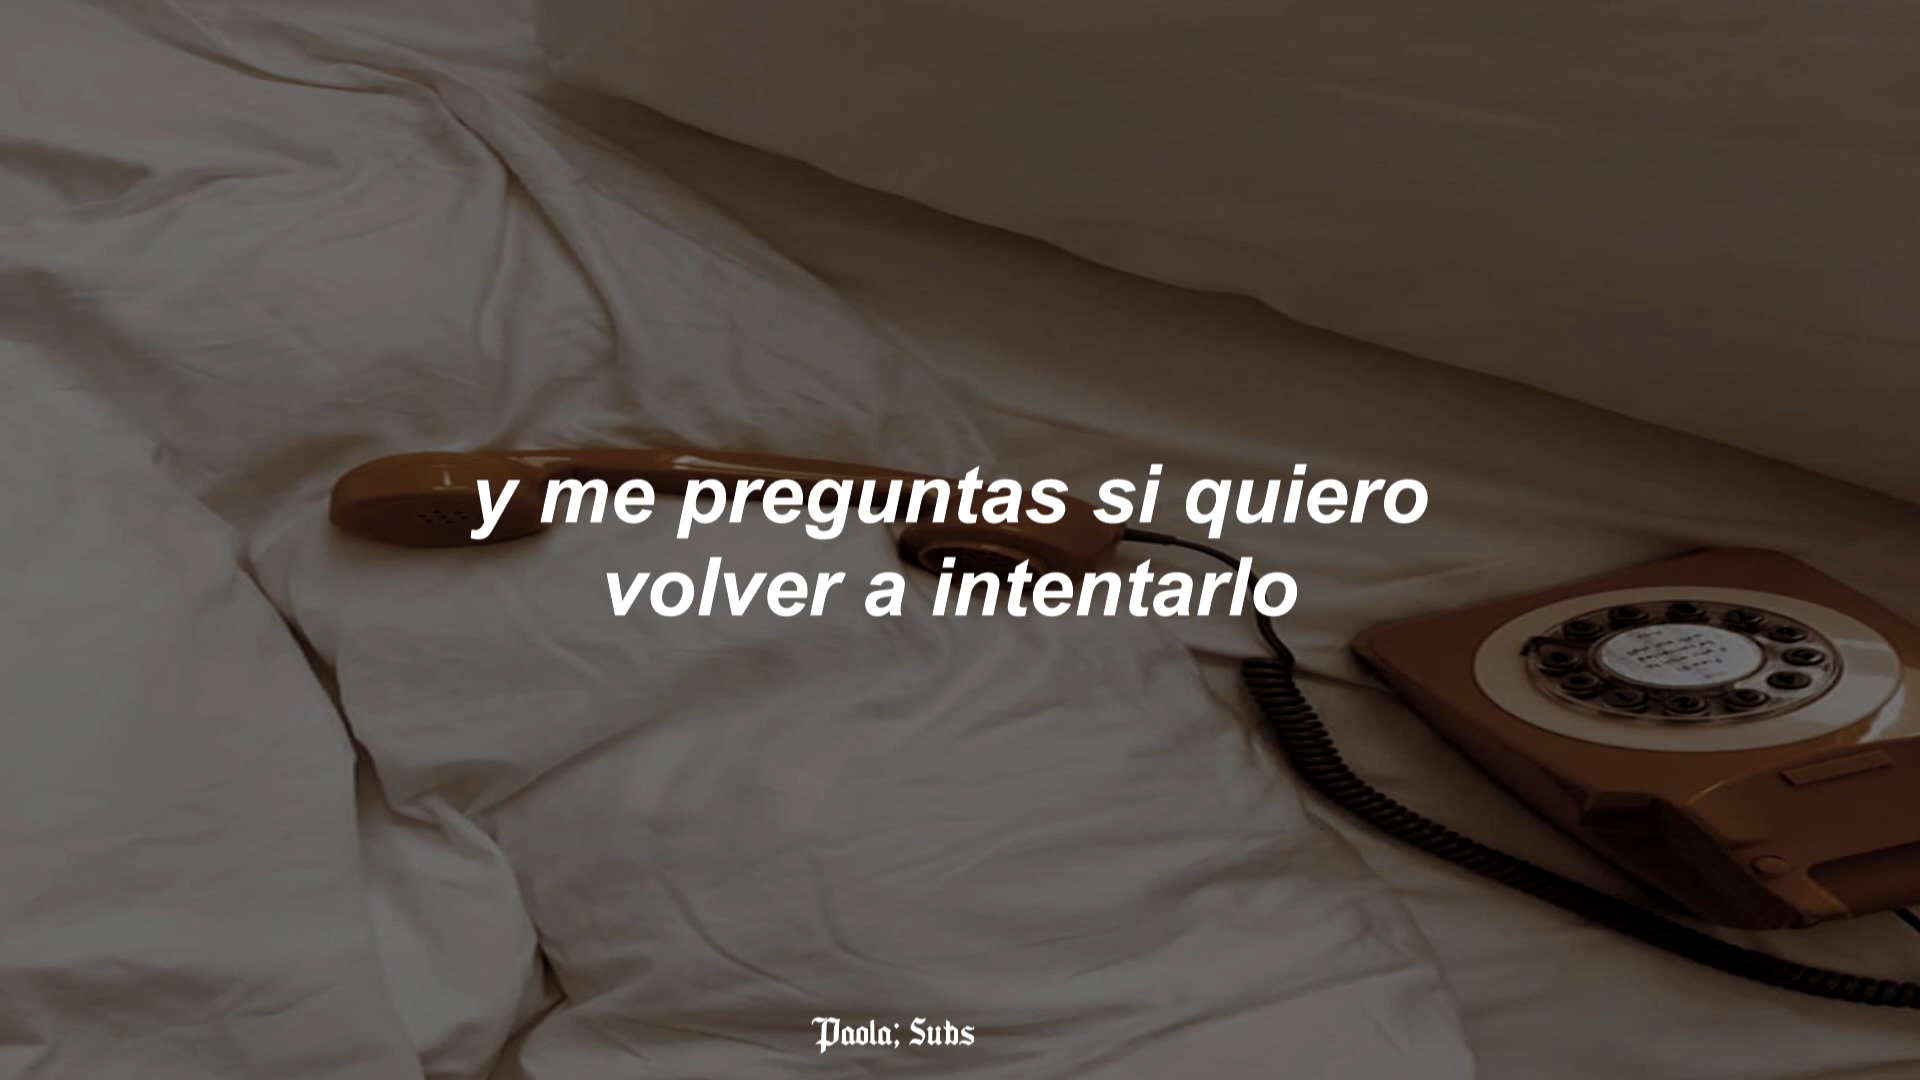 y me preguntas si quiero
volver a intentarlo
Paola; Subs